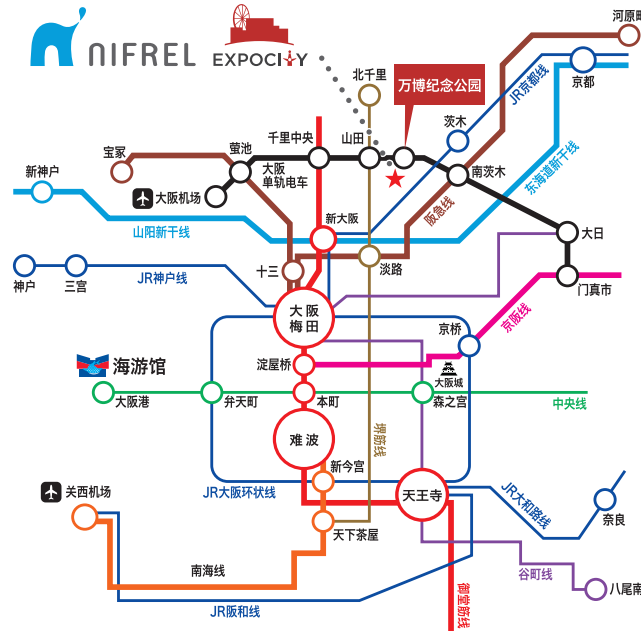 河原町
NIFREL
EXPOCITY
北千里
万博纪念公园
JR京都线
京都
茨木
千里中央
山田
萤池
宝冢
大阪
单轨电车
南茨木
东海道新干线
新神户
大阪机场
阪急线
新大阪
山阳新干线
大日
十三
淡路
神户
三宫
JR神户线
门真市
大阪
梅田
京阪线
京桥
淀屋桥
海游馆
大阪城
大阪港
弁天町
本町
森之宫
中央线
难波
堺筋线
新今宫
关西机场
JR大阪环状线
天王寺
JR大和路线
奈良
天下茶屋
南海线
谷町线
八尾南
御堂筋线
JR阪和线